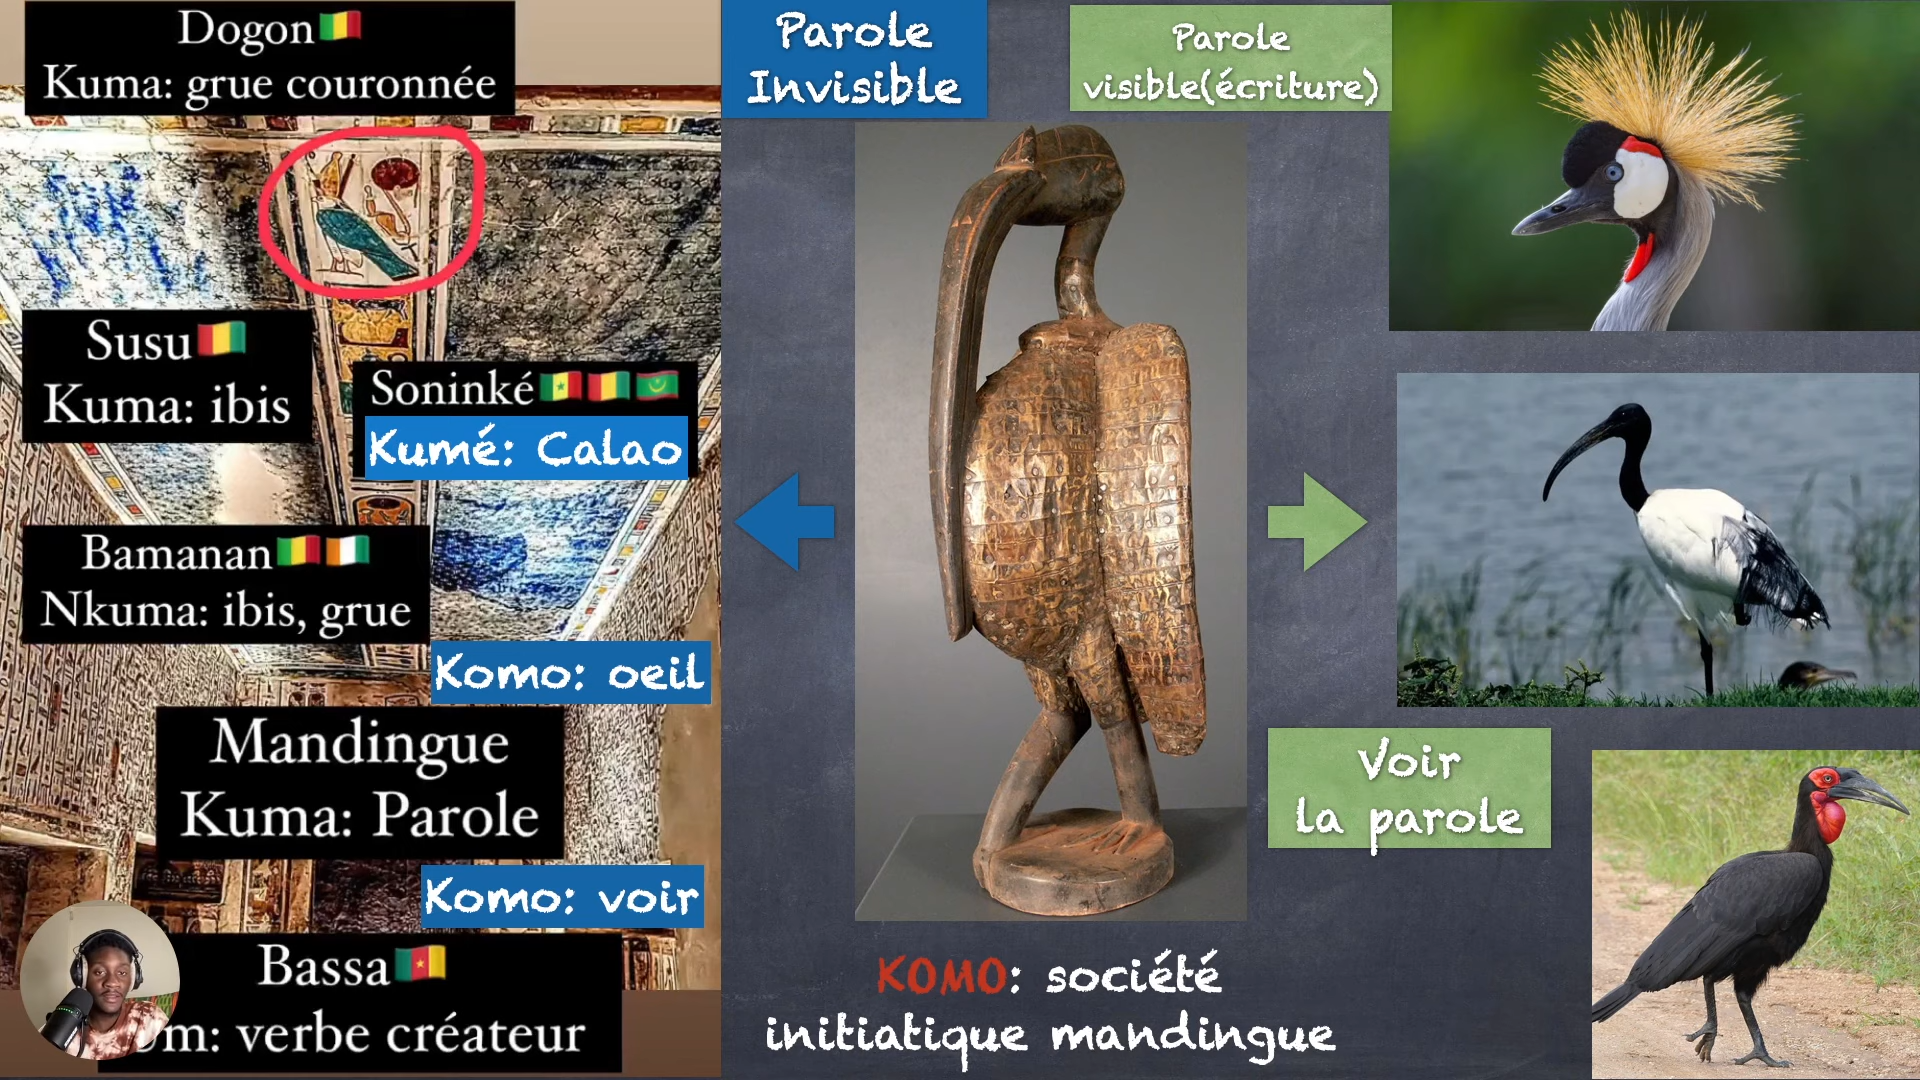 Dogon
Kuma: grue couronnée
Susu
Kuma: ibis
Soninké
Kumé: Calao
Bamanan
Nkuma: ibis, grue
Komo: oeil
Mandingue
Kuma: Parole
Komo: voir
Bassa
verbe créateur
Parole
Invisible
Parole
visible(écriture)
Voir
la parole
KOMO: société
initiatique mandingue